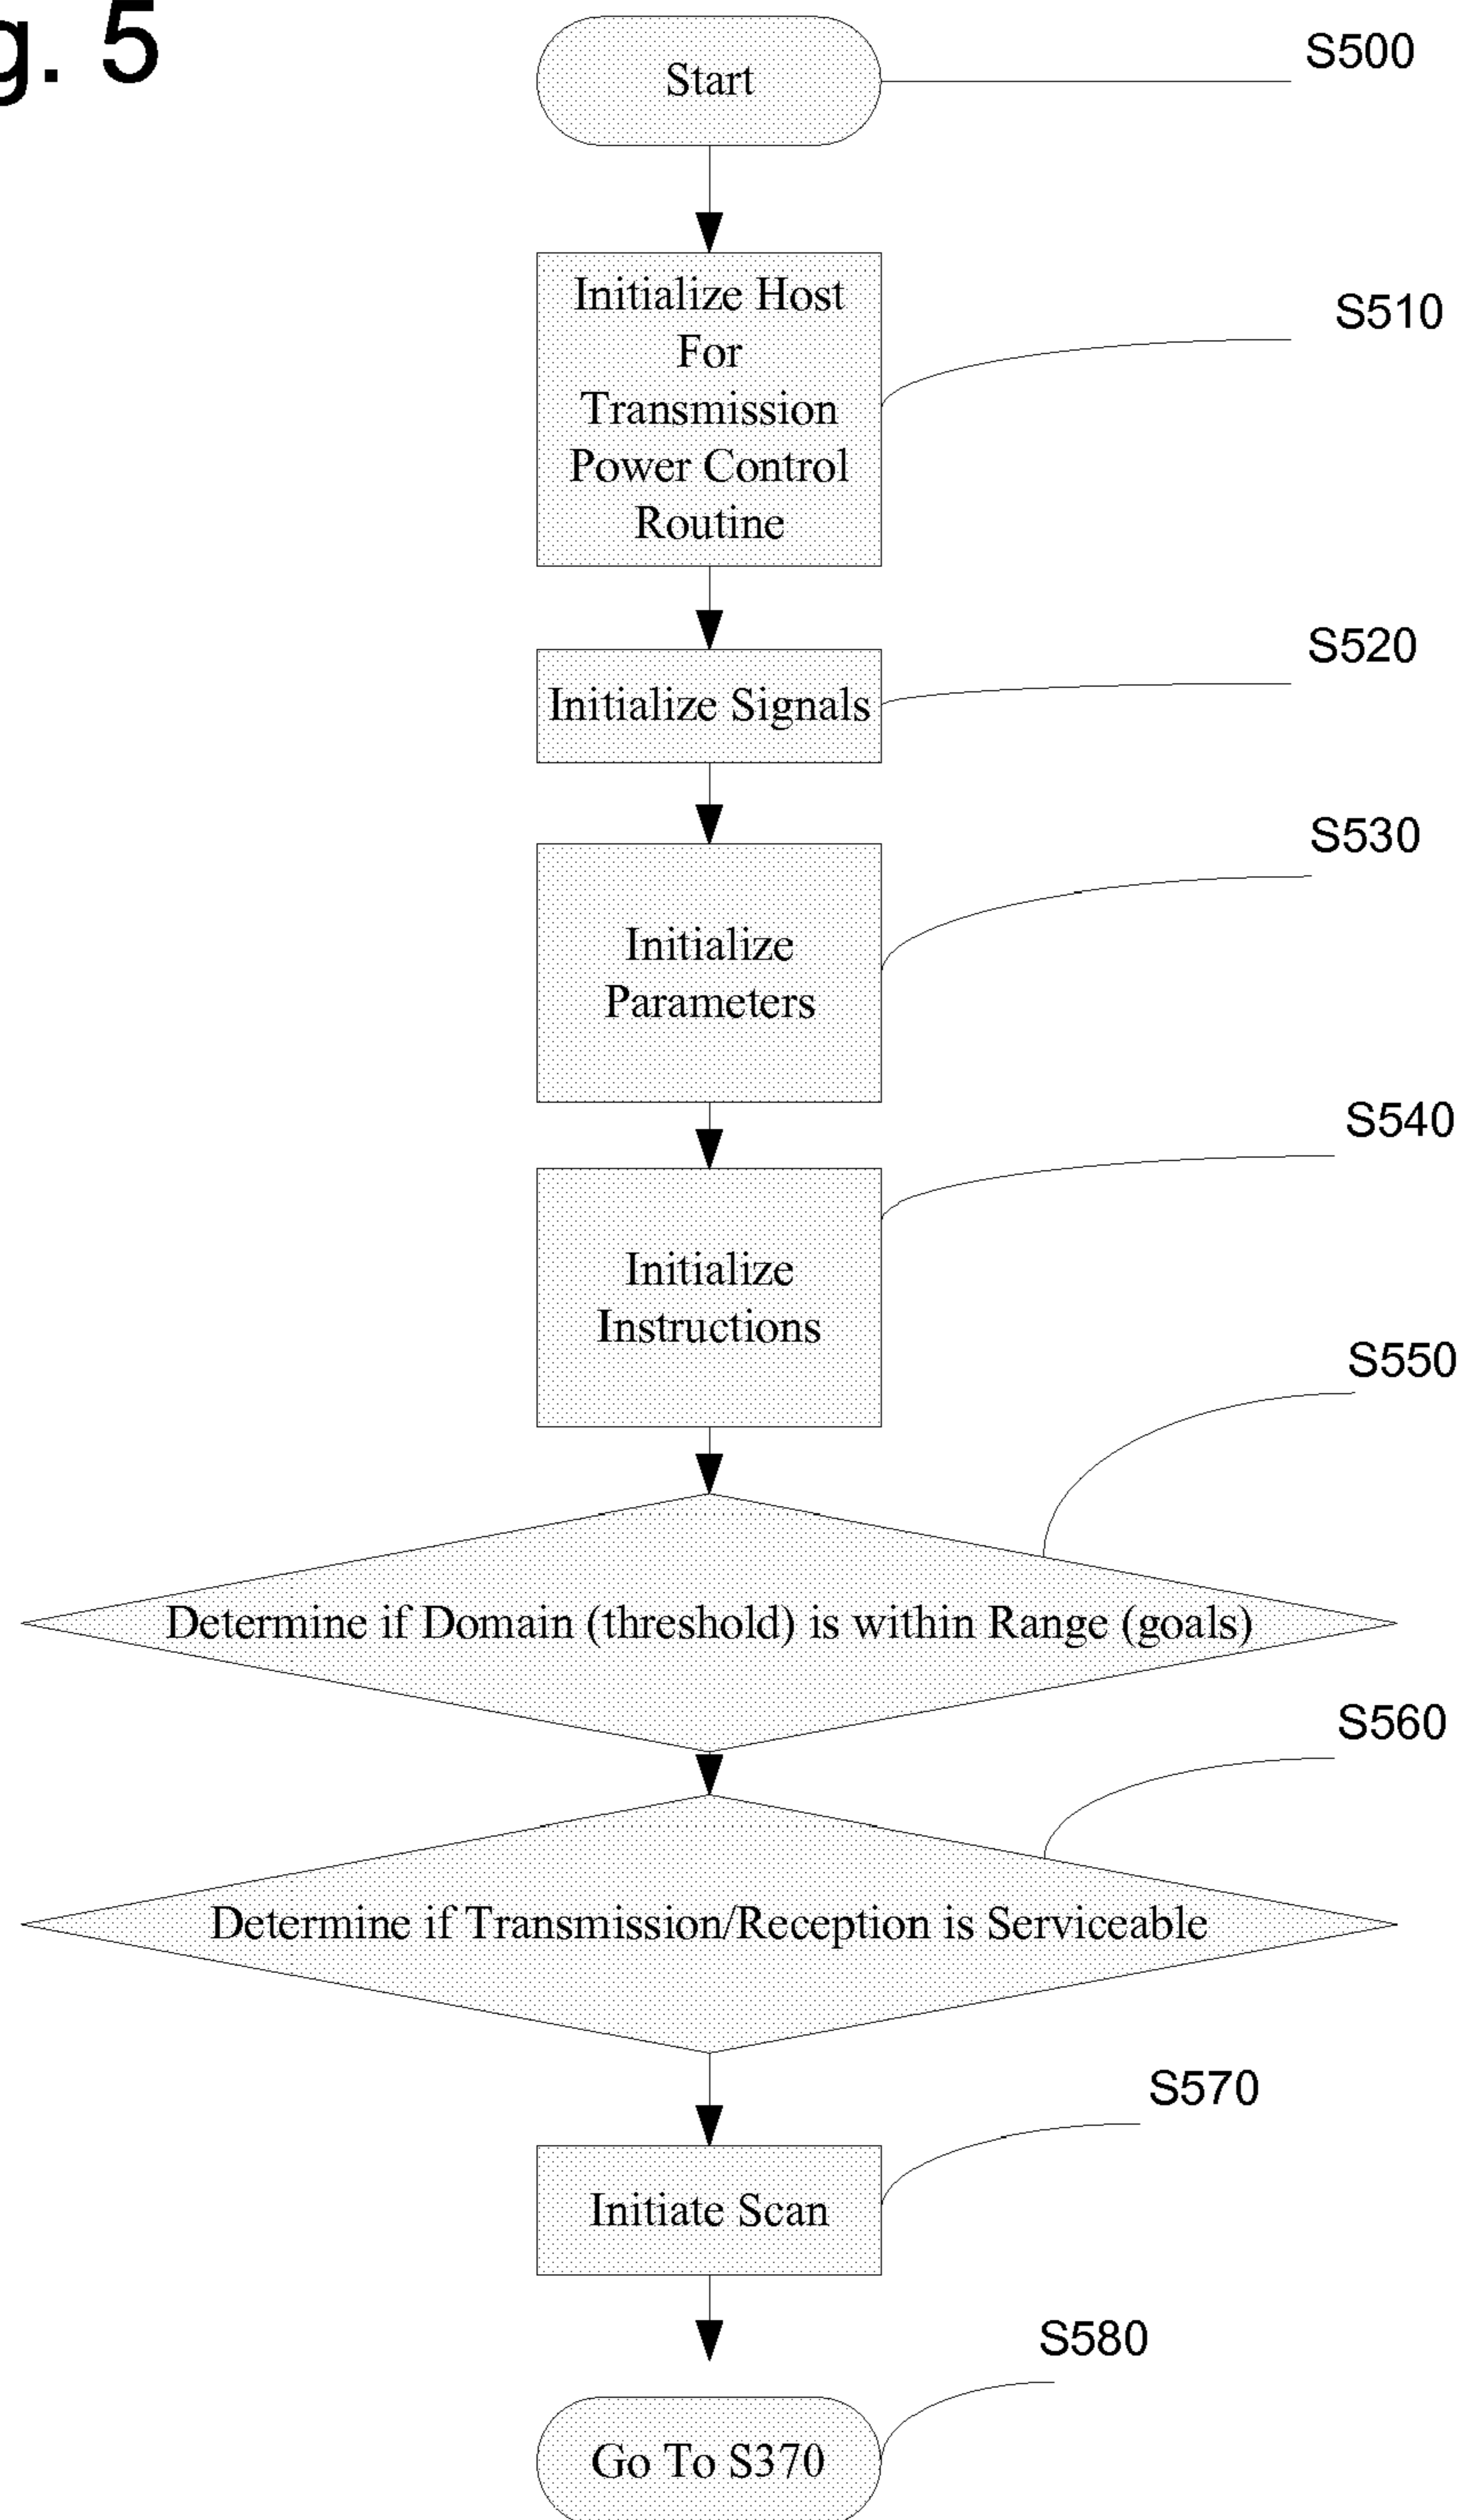 g. 5
Start
S500
Initialize Host
For
Transmission
Power Control
Routine
S510
Initialize Signals
S520
Initialize
Parameters
S530
Initialize
Instructions
S540
Determine if Domain (threshold) is within Range (goals)
S550
Determine if Transmission/Reception is Serviceable
S560
Initiate Scan
S570
Go To S370
S580